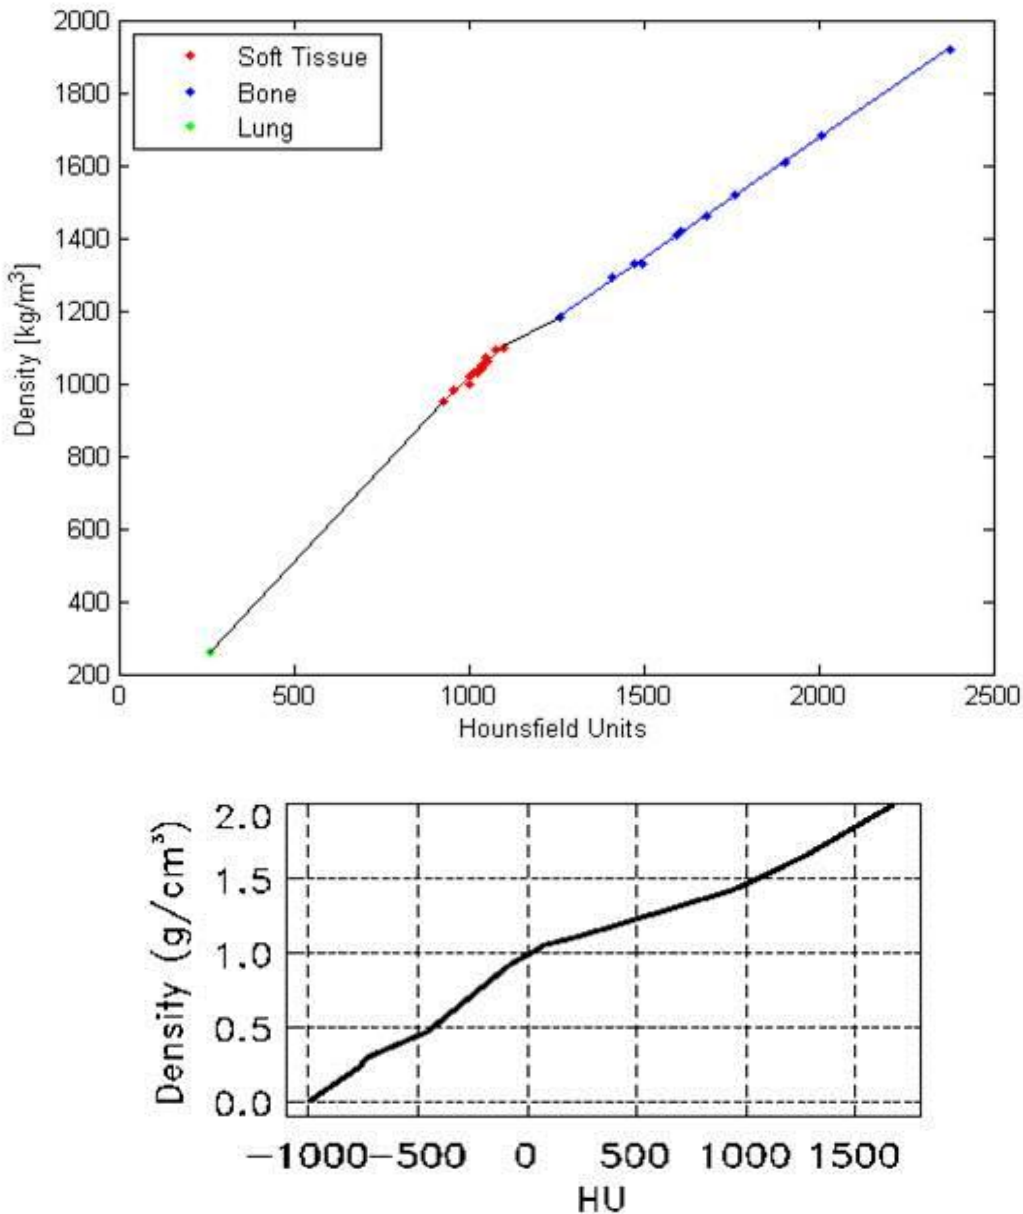 2000
1800
1600
1400
1200
1000
800
600
400
200
Density [kg/m³]
Soft Tissue
Bone
Lung
0 500 1000 1500 2000 2500
Hounsfield Units
2.0
1.5
1.0
0.5
0.0
Density (g/cm³)
−1000 −500 0 500 1000 1500
HU